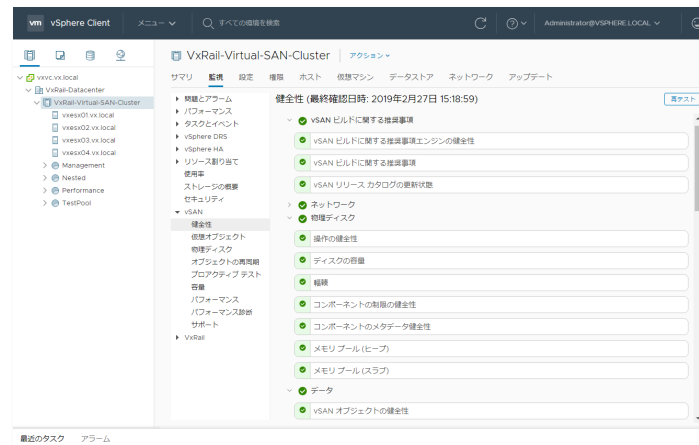 vm vSphere Client メニュー すべての環境を検索 Administrator@VSPHERE.LOCAL
VxRail-Virtual-SAN-Cluster アクション
サマリ 監視 設定 権限 ホスト 仮想マシン データストア ネットワーク アップデート
vxvc.vx.local
VxRail-Datacenter
VxRail-Virtual-SAN-Cluster
vxesx01.vx.local
vxesx02.vx.local
vxesx03.vx.local
vxesx04.vx.local
Management
Nested
Performance
TestPool
問題とアラーム
パフォーマンス
タスクとイベント
vSphere DRS
vSphere HA
リソース割り当て
使用率
ストレージの概要
セキュリティ
vSAN
健全性
仮想オブジェクト
物理ディスク
オブジェクトの再同期
プロアクティブ テスト
容量
パフォーマンス
パフォーマンス診断
サポート
VxRail
健全性 (最終確認日時: 2019年2月27日 15:18:59) 再テスト
vSAN ビルドに関する推奨事項
vSAN ビルドに関する推奨事項エンジンの健全性
vSAN ビルドに関する推奨事項
vSAN リリース カタログの更新状態
ネットワーク
物理ディスク
操作の健全性
ディスクの容量
輻輳
コンポーネントの制限の健全性
コンポーネントのメタデータ健全性
メモリ プール (ヒープ)
メモリ プール (スラブ)
データ
vSAN オブジェクトの健全性
最近のタスク アラーム